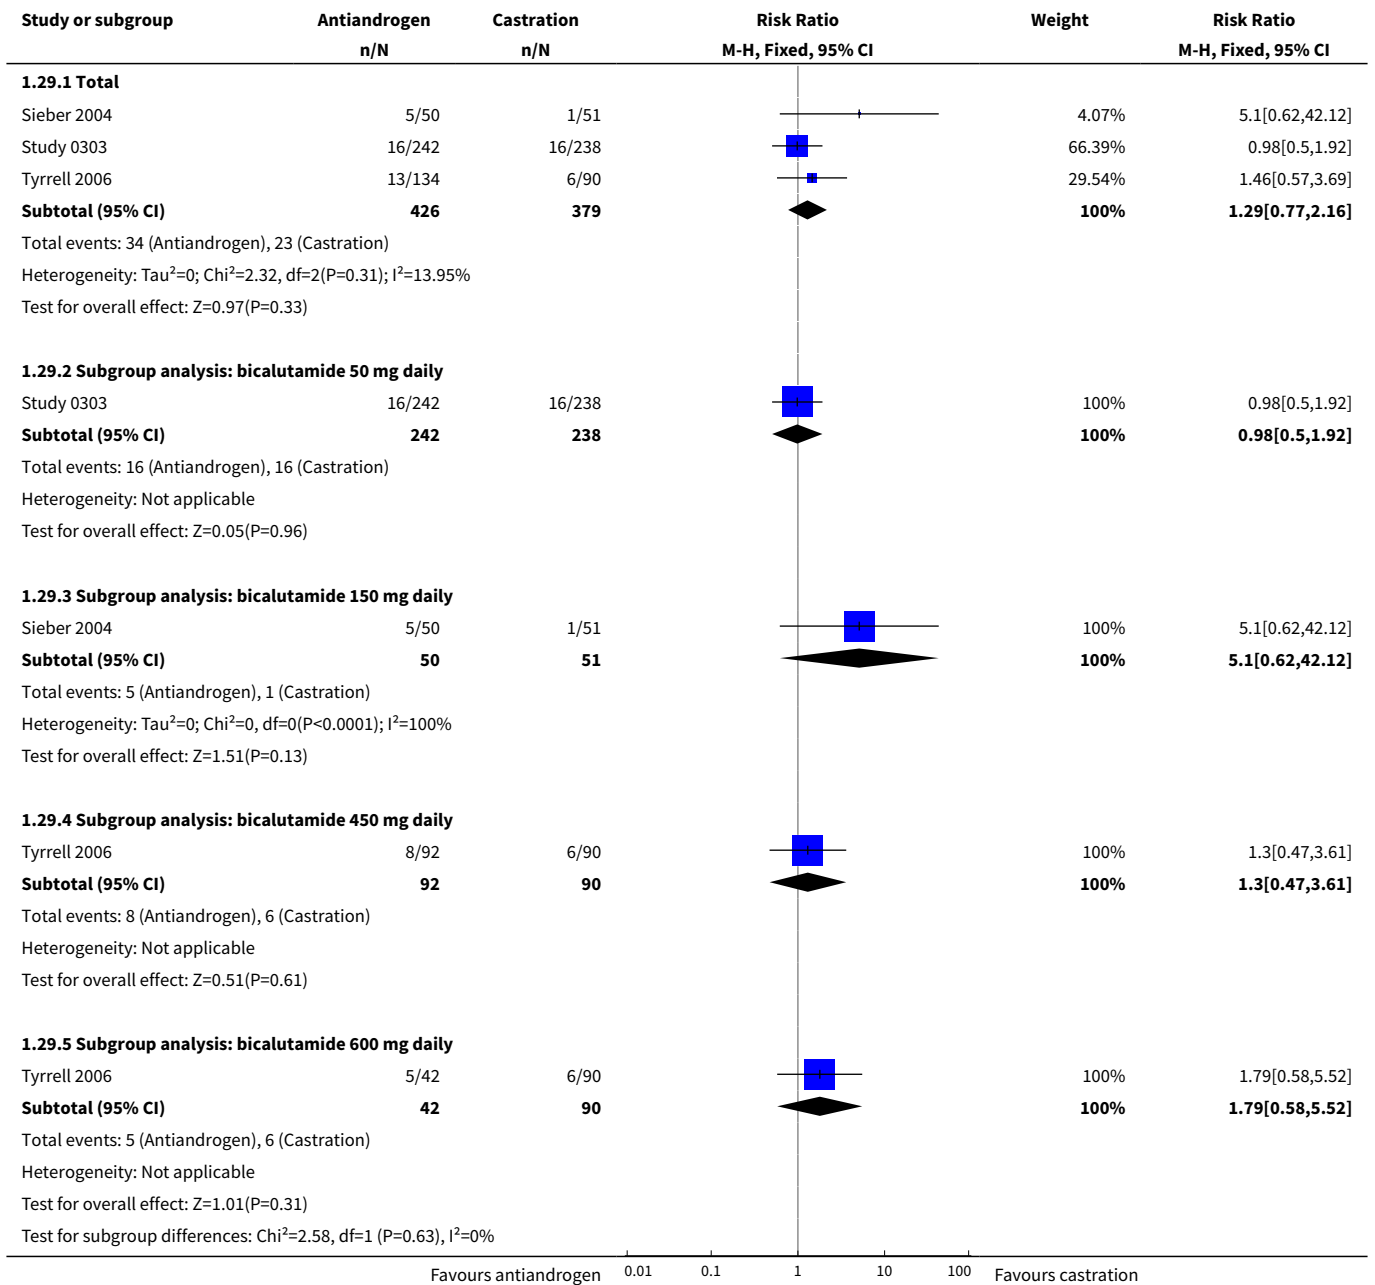 Study or subgroup Antiandrogen Castration Risk Ratio Weight Risk Ratio
n/N n/N M-H, Fixed, 95% CI M-H, Fixed, 95% CI
1.29.1 Total
Sieber 2004 5/50 1/51 4.07% 5.1[0.62,42.12]
Study 0303 16/242 16/238 66.39% 0.98[0.5,1.92]
Tyrrell 2006 13/134 6/90 29.54% 1.46[0.57,3.69]
Subtotal (95% CI) 426 379 100% 1.29[0.77,2.16]
Total events: 34 (Antiandrogen), 23 (Castration)
Heterogeneity: Tau²=0; Chi²=2.32, df=2(P=0.31); I²=13.95%
Test for overall effect: Z=0.97(P=0.33)
1.29.2 Subgroup analysis: bicalutamide 50 mg daily
Study 0303 16/242 16/238 100% 0.98[0.5,1.92]
Subtotal (95% CI) 242 238 100% 0.98[0.5,1.92]
Total events: 16 (Antiandrogen), 16 (Castration)
Heterogeneity: Not applicable
Test for overall effect: Z=0.05(P=0.96)
1.29.3 Subgroup analysis: bicalutamide 150 mg daily
Sieber 2004 5/50 1/51 100% 5.1[0.62,42.12]
Subtotal (95% CI) 50 51 100% 5.1[0.62,42.12]
Total events: 5 (Antiandrogen), 1 (Castration)
Heterogeneity: Tau²=0; Chi²=0, df=0(P<0.0001); I²=100%
Test for overall effect: Z=1.51(P=0.13)
1.29.4 Subgroup analysis: bicalutamide 450 mg daily
Tyrrell 2006 8/92 6/90 100% 1.3[0.47,3.61]
Subtotal (95% CI) 92 90 100% 1.3[0.47,3.61]
Total events: 8 (Antiandrogen), 6 (Castration)
Heterogeneity: Not applicable
Test for overall effect: Z=0.51(P=0.61)
1.29.5 Subgroup analysis: bicalutamide 600 mg daily
Tyrrell 2006 5/42 6/90 100% 1.79[0.58,5.52]
Subtotal (95% CI) 42 90 100% 1.79[0.58,5.52]
Total events: 5 (Antiandrogen), 6 (Castration)
Heterogeneity: Not applicable
Test for overall effect: Z=1.01(P=0.31)
Test for subgroup differences: Chi²=2.58, df=1 (P=0.63), I²=0%
Favours antiandrogen 0.01 0.1 1 10 100 Favours castration